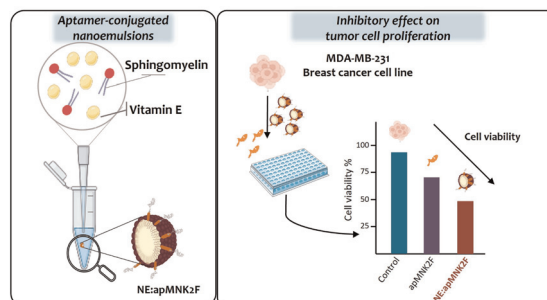 Aptamer-conjugated
nanoemulsions
Sphingomyelin
Vitamin E
NE:apMNK2F
Inhibitory effect on
tumor cell proliferation
MDA-MB-231
Breast cancer cell line
Cell viability
Cell viability %
100
75
50
25
Control
apMNK2F
NE:apMNK2F